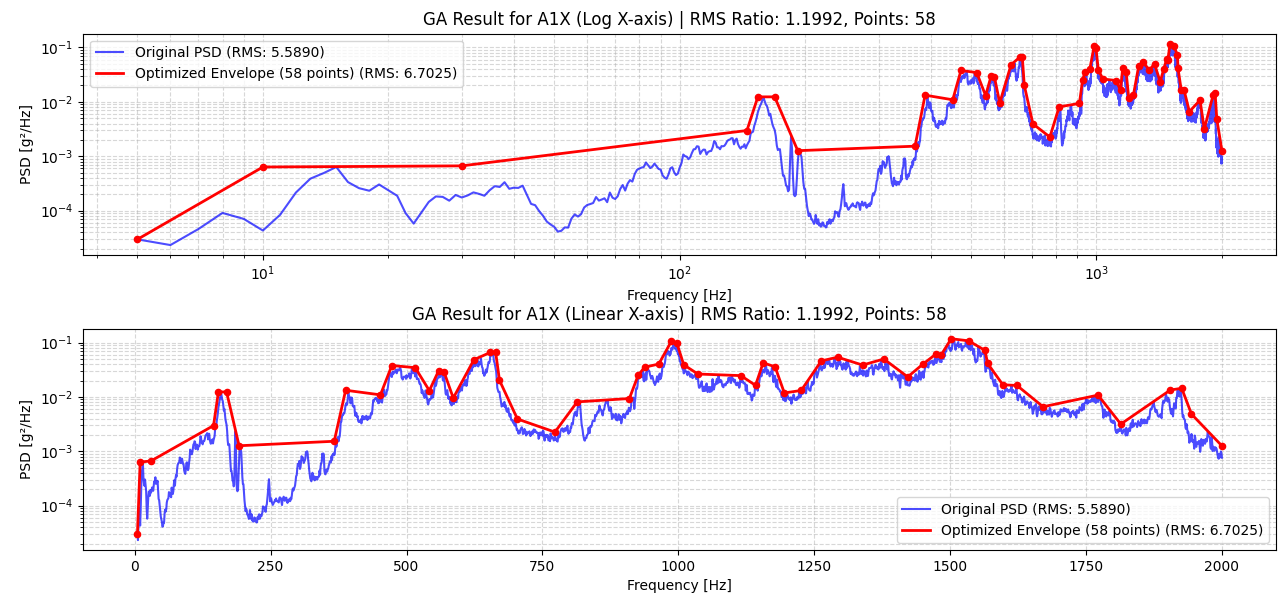 GA Result for A1X (Log X-axis) | RMS Ratio: 1.1992, Points: 58
Original PSD (RMS: 5.5890)
Optimized Envelope (58 points) (RMS: 6.7025)
PSD [g²/Hz]
10⁻¹
10⁻²
10⁻³
10⁻⁴
10¹
10²
10³
Frequency [Hz]
GA Result for A1X (Linear X-axis) | RMS Ratio: 1.1992, Points: 58
PSD [g²/Hz]
10⁻¹
10⁻²
10⁻³
10⁻⁴
Original PSD (RMS: 5.5890)
Optimized Envelope (58 points) (RMS: 6.7025)
0 250 500 750 1000 1250 1500 1750 2000
Frequency [Hz]